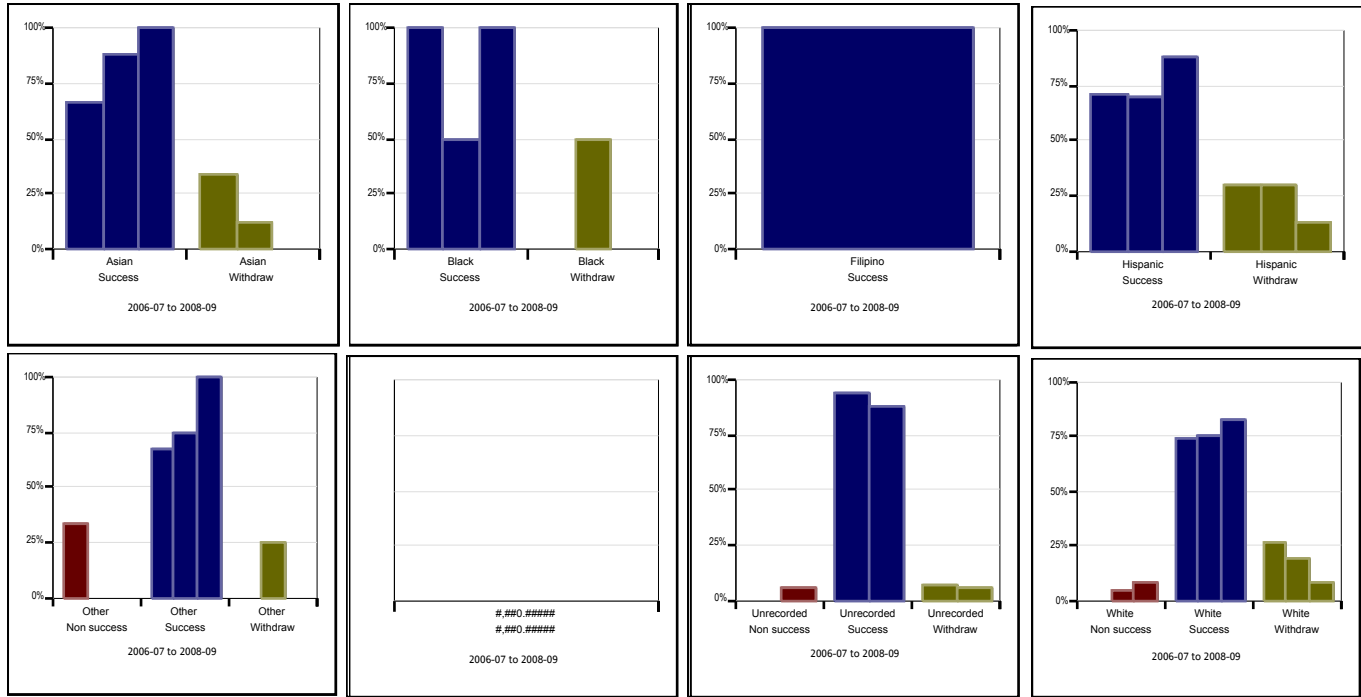 100%
75%
50%
25%
0%
Asian Asian
Success Withdraw
2006-07 to 2008-09
100%
75%
50%
25%
0%
Black Black
Success Withdraw
2006-07 to 2008-09
100%
75%
50%
25%
0%
Filipino
Success
2006-07 to 2008-09
100%
75%
50%
25%
0%
Hispanic Hispanic
Success Withdraw
2006-07 to 2008-09
100%
75%
50%
25%
0%
Other Other Other
Non success Success Withdraw
2006-07 to 2008-09
#,##0.#####
#,##0.#####
2006-07 to 2008-09
100%
75%
50%
25%
0%
Unrecorded Unrecorded Unrecorded
Non success Success Withdraw
2006-07 to 2008-09
100%
75%
50%
25%
0%
White White White
Non success Success Withdraw
2006-07 to 2008-09